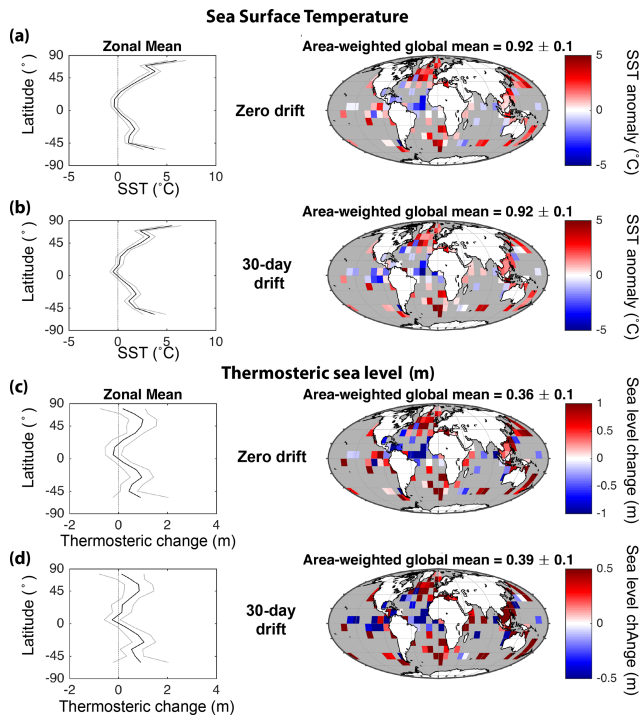 Sea Surface Temperature
(a)
Zonal Mean
Area-weighted global mean = 0.92 ± 0.1
90
45
0
-45
-90
Latitude (˚)
-5
0
5
10
SST (˚C)
Zero drift
5
0
-5
SST anomaly (˚C)
(b)
Area-weighted global mean = 0.92 ± 0.1
90
45
0
-45
-90
Latitude (˚)
-5
0
5
10
SST (˚C)
30-day
drift
5
0
-5
SST anomaly (˚C)
Thermosteric sea level (m)
(c)
Zonal Mean
Area-weighted global mean = 0.36 ± 0.1
90
45
0
-45
-90
Latitude (˚)
-2
0
2
4
Thermosteric change (m)
Zero drift
1
0.5
0
-0.5
-1
Sea level change (m)
(d)
Area-weighted global mean = 0.39 ± 0.1
90
45
0
-45
-90
Latitude (˚)
-2
0
2
4
Thermosteric change (m)
30-day
drift
0.5
0
-0.5
Sea level chAnge (m)